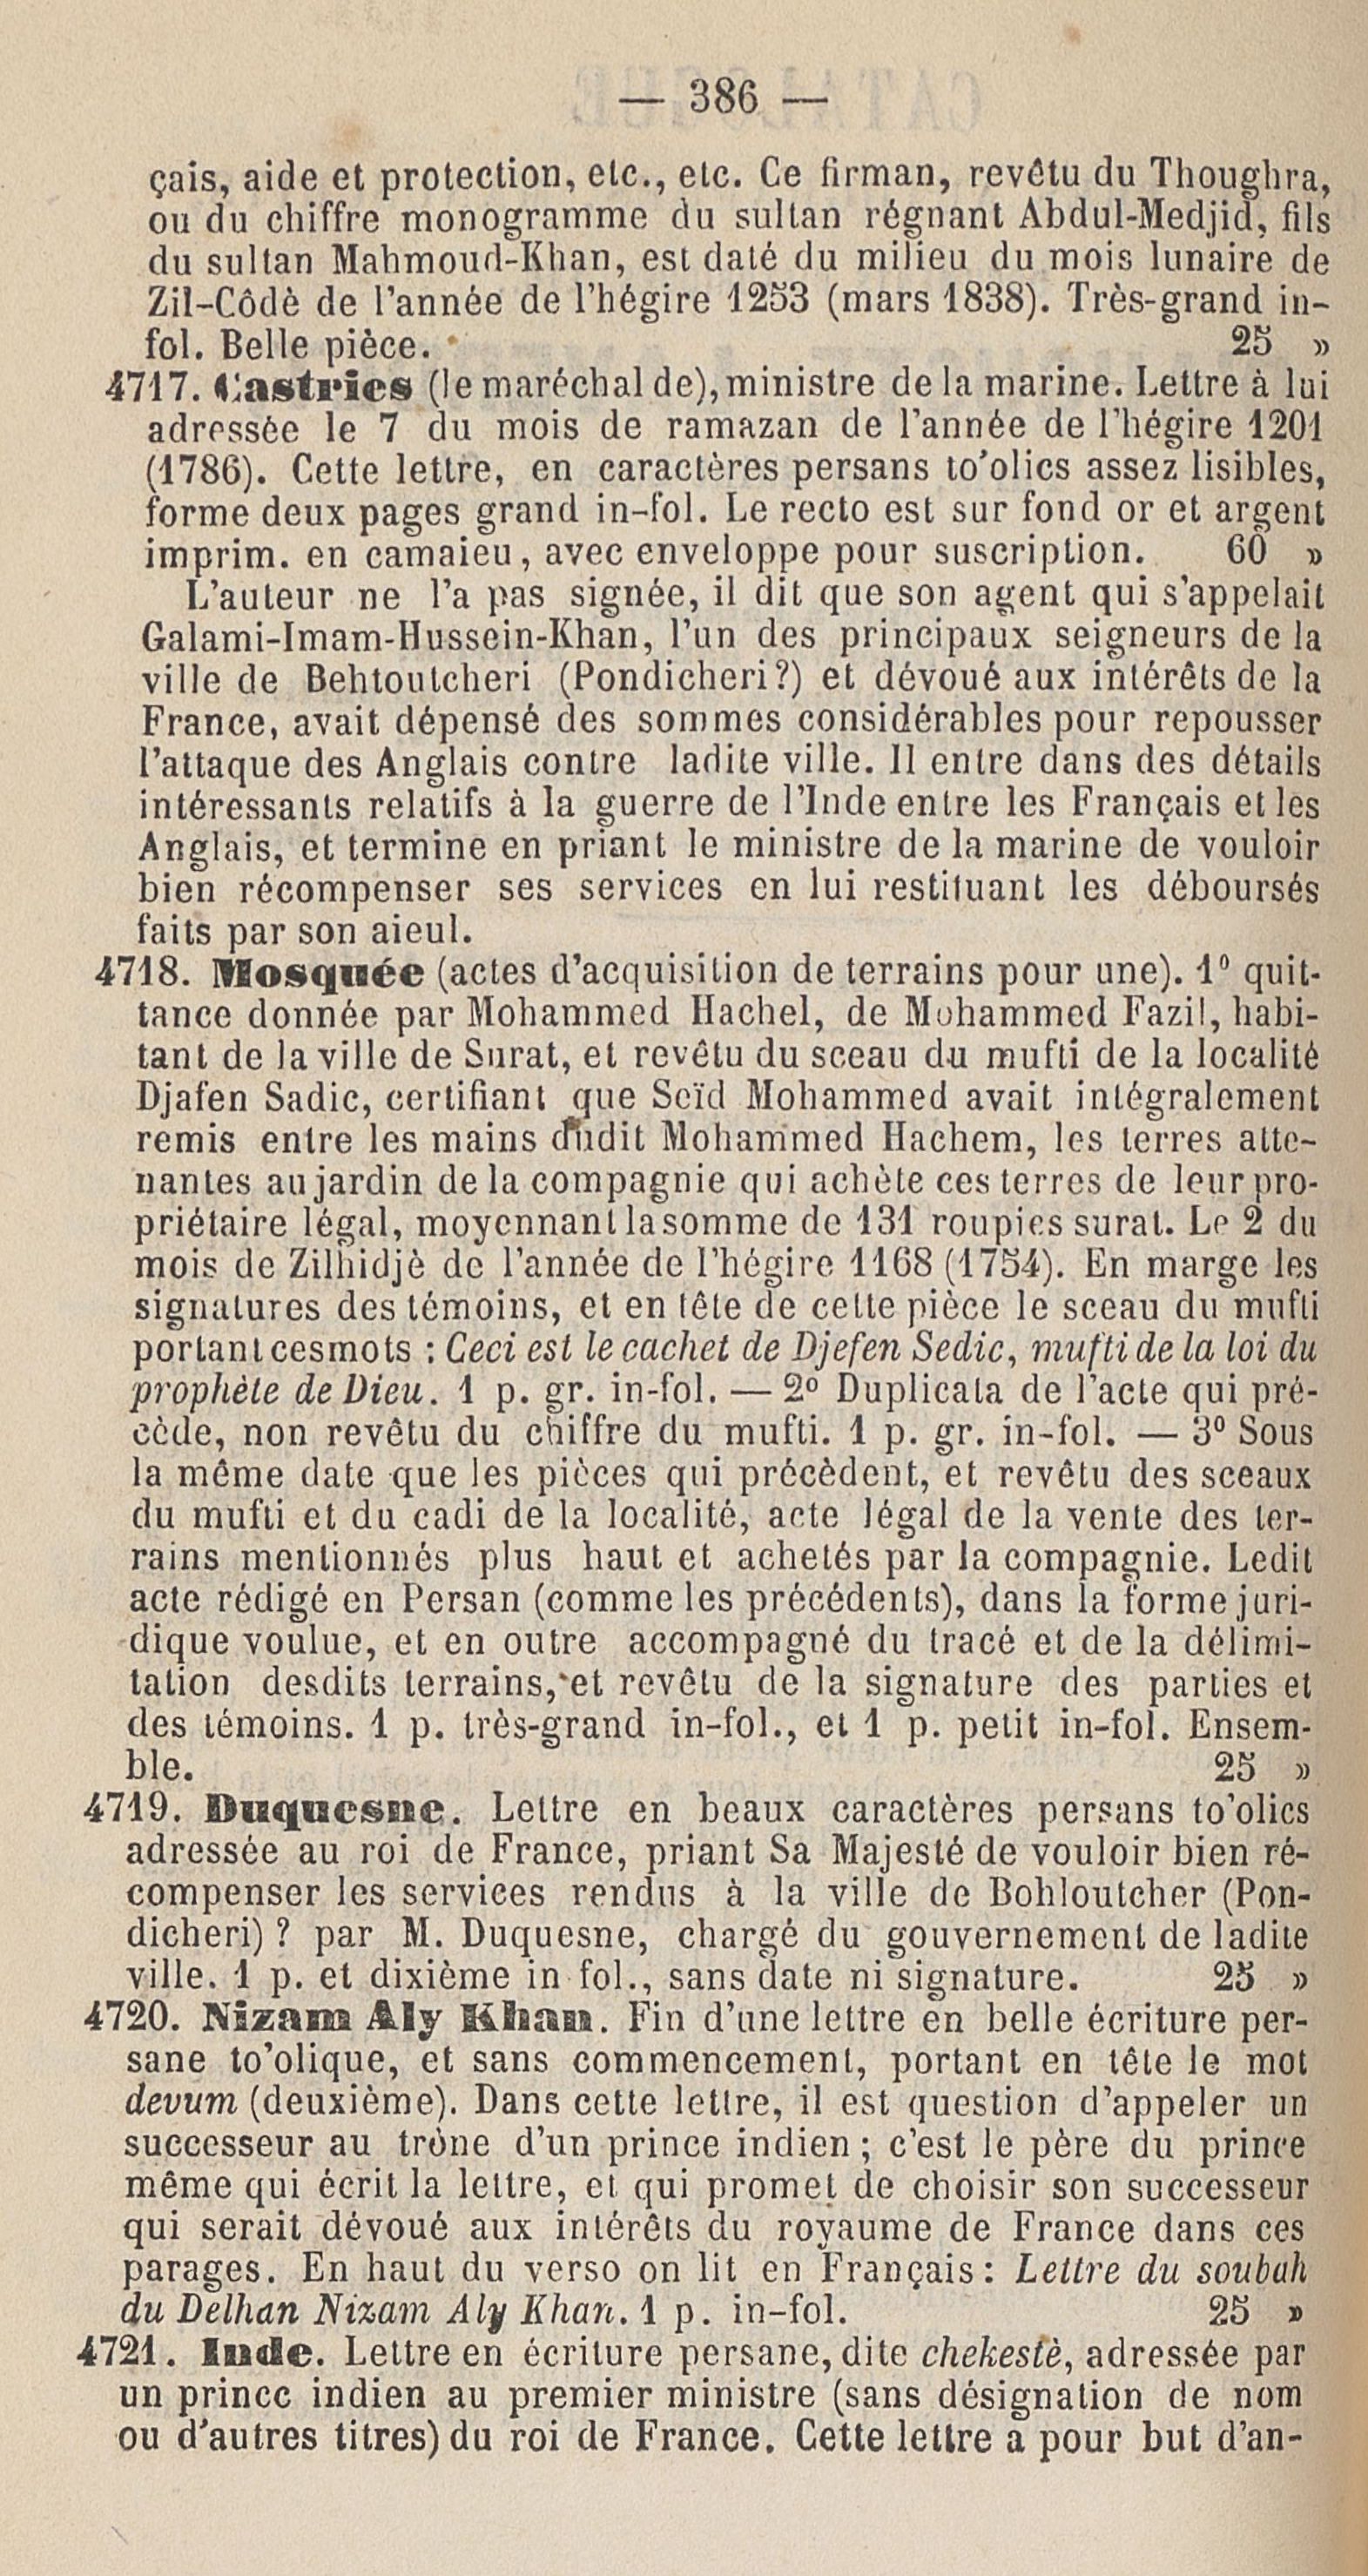 — 386 —
çais, aide et protection, etc., etc. Ce firman, revêtu du Thoughra,
ou du chiffre monogramme du sultan régnant Abdul-Medjid, fils
du sultan Mahmoud-Khan, est daté du milieu du mois lunaire de
Zil-Côdè de l'année de l'hégire 1253 (mars 1838). Très-grand in-
fol. Belle pièce. 25 »
4717. Castries (le maréchal de), ministre de la marine. Lettre à lui
adressée le 7 du mois de ramazan de l'année de l'hégire 1201
(1786). Cette lettre, en caractères persans to'olics assez lisibles,
forme deux pages grand in-fol. Le recto est sur fond or et argent
imprim. en camaieu, avec enveloppe pour suscription. 60 »
L'auteur ne l'a pas signée, il dit que son agent qui s'appelait
Galami-Imam-Hussein-Khan, l'un des principaux seigneurs de la
ville de Behtoutcheri (Pondicheri?) et dévoué aux intérêts de la
France, avait dépensé des sommes considérables pour repousser
l'attaque des Anglais contre ladite ville. Il entre dans des détails
intéressants relatifs à la guerre de l'Inde entre les Français et les
Anglais, et termine en priant le ministre de la marine de vouloir
bien récompenser ses services en lui restituant les déboursés
faits par son aieul.
4718. Mosquée (actes d'acquisition de terrains pour une). 1º quit-
tance donnée par Mohammed Hachel, de Mohammed Fazil, habi-
tant de la ville de Surat, et revêtu du sceau du mufti de la localité
Djafen Sadic, certifiant que Seïd Mohammed avait intégralement
remis entre les mains dudit Mohammed Hachem, les terres atte-
nantes au jardin de la compagnie qui achète ces terres de leur pro-
priétaire légal, moyennant la somme de 131 roupies surat. Le 2 du
mois de Zilhidjè de l'année de l'hégire 1168 (1754). En marge les
signatures des témoins, et en tête de cette pièce le sceau du mufti
portant ces mots : Ceci est le cachet de Djefen Sedic, mufti de la loi du
prophète de Dieu. 1 p. gr. in-fol. — 2º Duplicata de l'acte qui pré-
cède, non revêtu du chiffre du mufti. 1 p. gr. in-fol. — 3º Sous
la même date que les pièces qui précèdent, et revêtu des sceaux
du mufti et du cadi de la localité, acte légal de la vente des ter-
rains mentionnés plus haut et achetés par la compagnie. Ledit
acte rédigé en Persan (comme les précédents), dans la forme juri-
dique voulue, et en outre accompagné du tracé et de la délimi-
tation desdits terrains, et revêtu de la signature des parties et
des témoins. 1 p. très-grand in-fol., et 1 p. petit in-fol. Ensem-
ble. 25 »
4719. Duquesne. Lettre en beaux caractères persans to'olics
adressée au roi de France, priant Sa Majesté de vouloir bien ré-
compenser les services rendus à la ville de Bohloutcher (Pon-
dicheri) ? par M. Duquesne, chargé du gouvernement de ladite
ville. 1 p. et dixième in fol., sans date ni signature. 25 »
4720. Nizam Aly Khan. Fin d'une lettre en belle écriture per-
sane to'olique, et sans commencement, portant en tête le mot
devum (deuxième). Dans cette lettre, il est question d'appeler un
successeur au trône d'un prince indien ; c'est le père du prince
même qui écrit la lettre, et qui promet de choisir son successeur
qui serait dévoué aux intérêts du royaume de France dans ces
parages. En haut du verso on lit en Français : Lettre du soubah
du Delhan Nizam Aly Khan. 1 p. in-fol. 25 »
4721. Inde. Lettre en écriture persane, dite chekestè, adressée par
un prince indien au premier ministre (sans désignation de nom
ou d'autres titres) du roi de France. Cette lettre a pour but d'an-